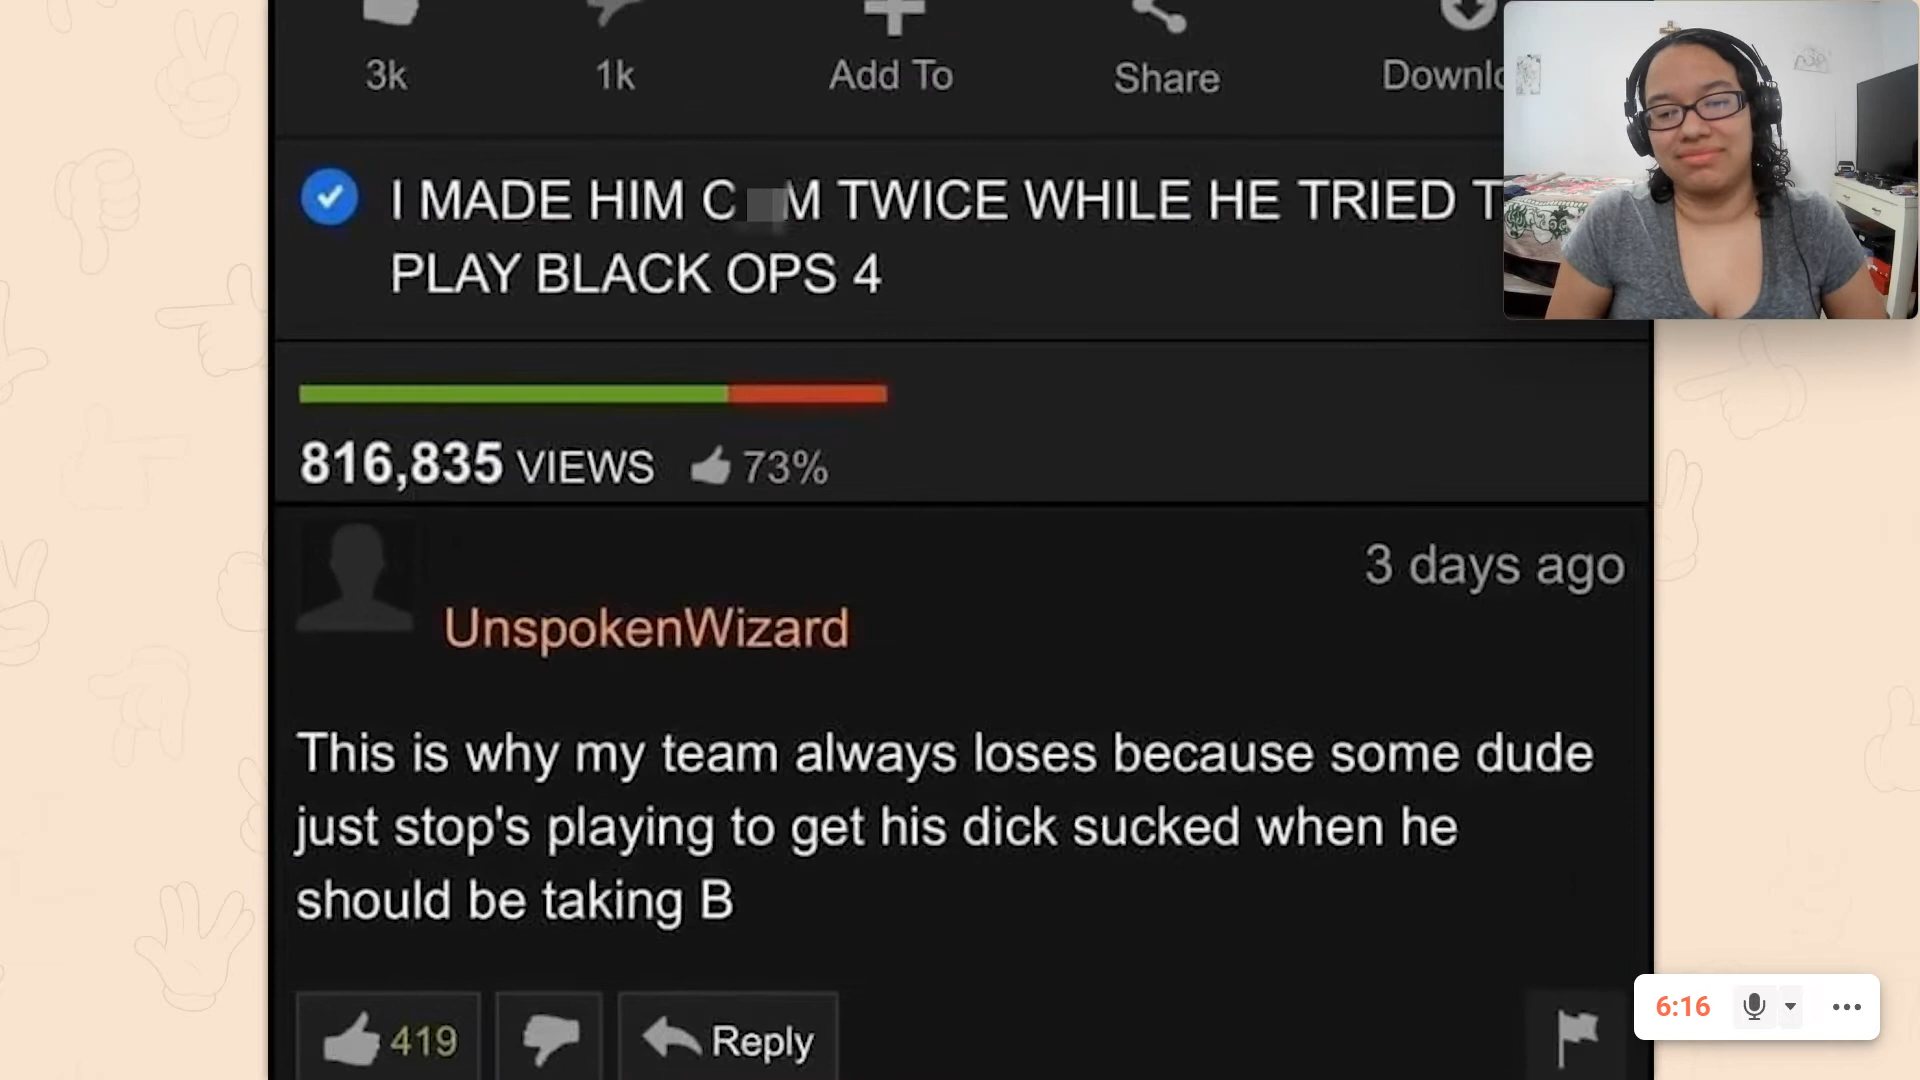 3k 1k Add To Share Downlo
I MADE HIM C M TWICE WHILE HE TRIED T
PLAY BLACK OPS 4
816,835 VIEWS 73%
3 days ago
UnspokenWizard
This is why my team always loses because some dude
just stop's playing to get his dick sucked when he
should be taking B
419 Reply
6:16